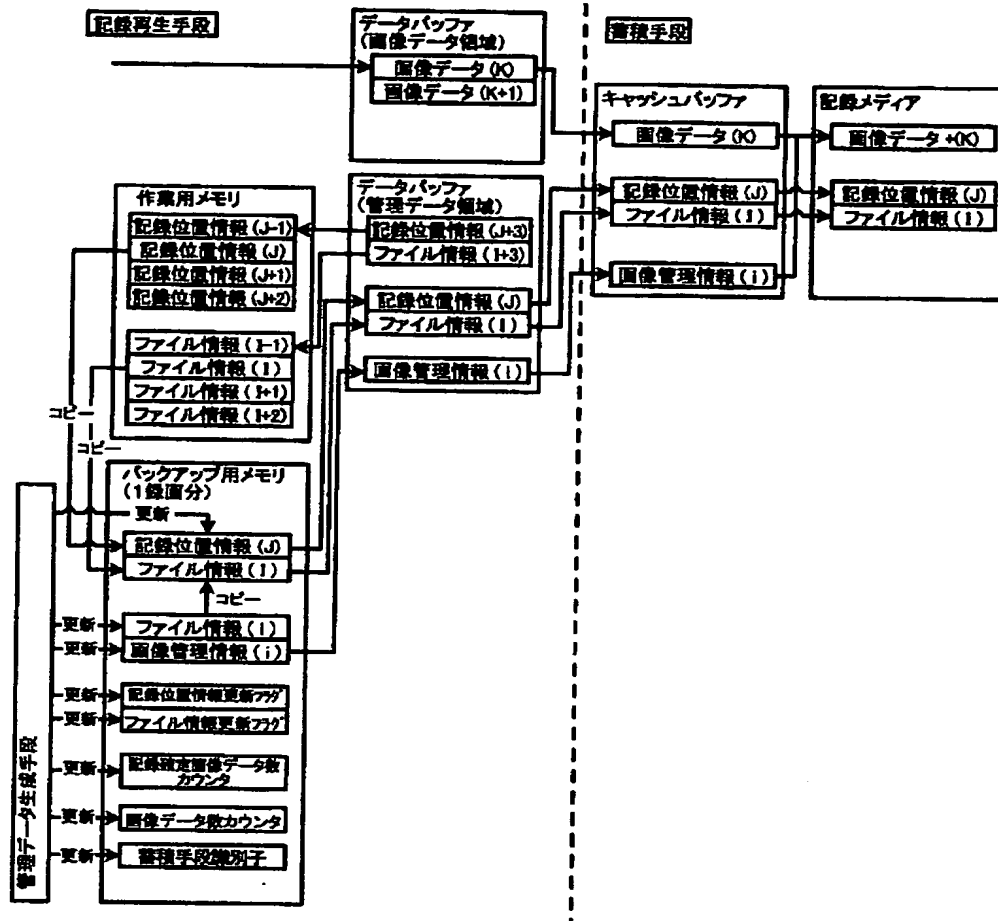 記録再生手段
データバッファ
(画像データ領域)
画像データ(K)
画像データ(K+1)
蓄積手段
キャッシュバッファ
画像データ(K)
記録位置情報(J)
ファイル情報(I)
画像管理情報(i)
記録メディア
画像データ+(K)
記録位置情報(J)
ファイル情報(I)
作業用メモリ
記録位置情報(J-1)
記録位置情報(J)
記録位置情報(J+1)
記録位置情報(J+2)
ファイル情報(I-1)
ファイル情報(I)
ファイル情報(I+1)
ファイル情報(I+2)
データバッファ
(管理データ領域)
記録位置情報(J+3)
ファイル情報(I+3)
記録位置情報(J)
ファイル情報(I)
画像管理情報(i)
コピー
コピー
バックアップ用メモリ
(1録画分)
更新
記録位置情報(J)
ファイル情報(I)
コピー
更新
ファイル情報(i)
更新
画像管理情報(i)
更新
記録位置情報更新フラグ
更新
ファイル情報更新フラグ
更新
記録確定画像データ数
カウンタ
更新
画像データ数カウンタ
更新
蓄積手段識別子
管理データ生成手段